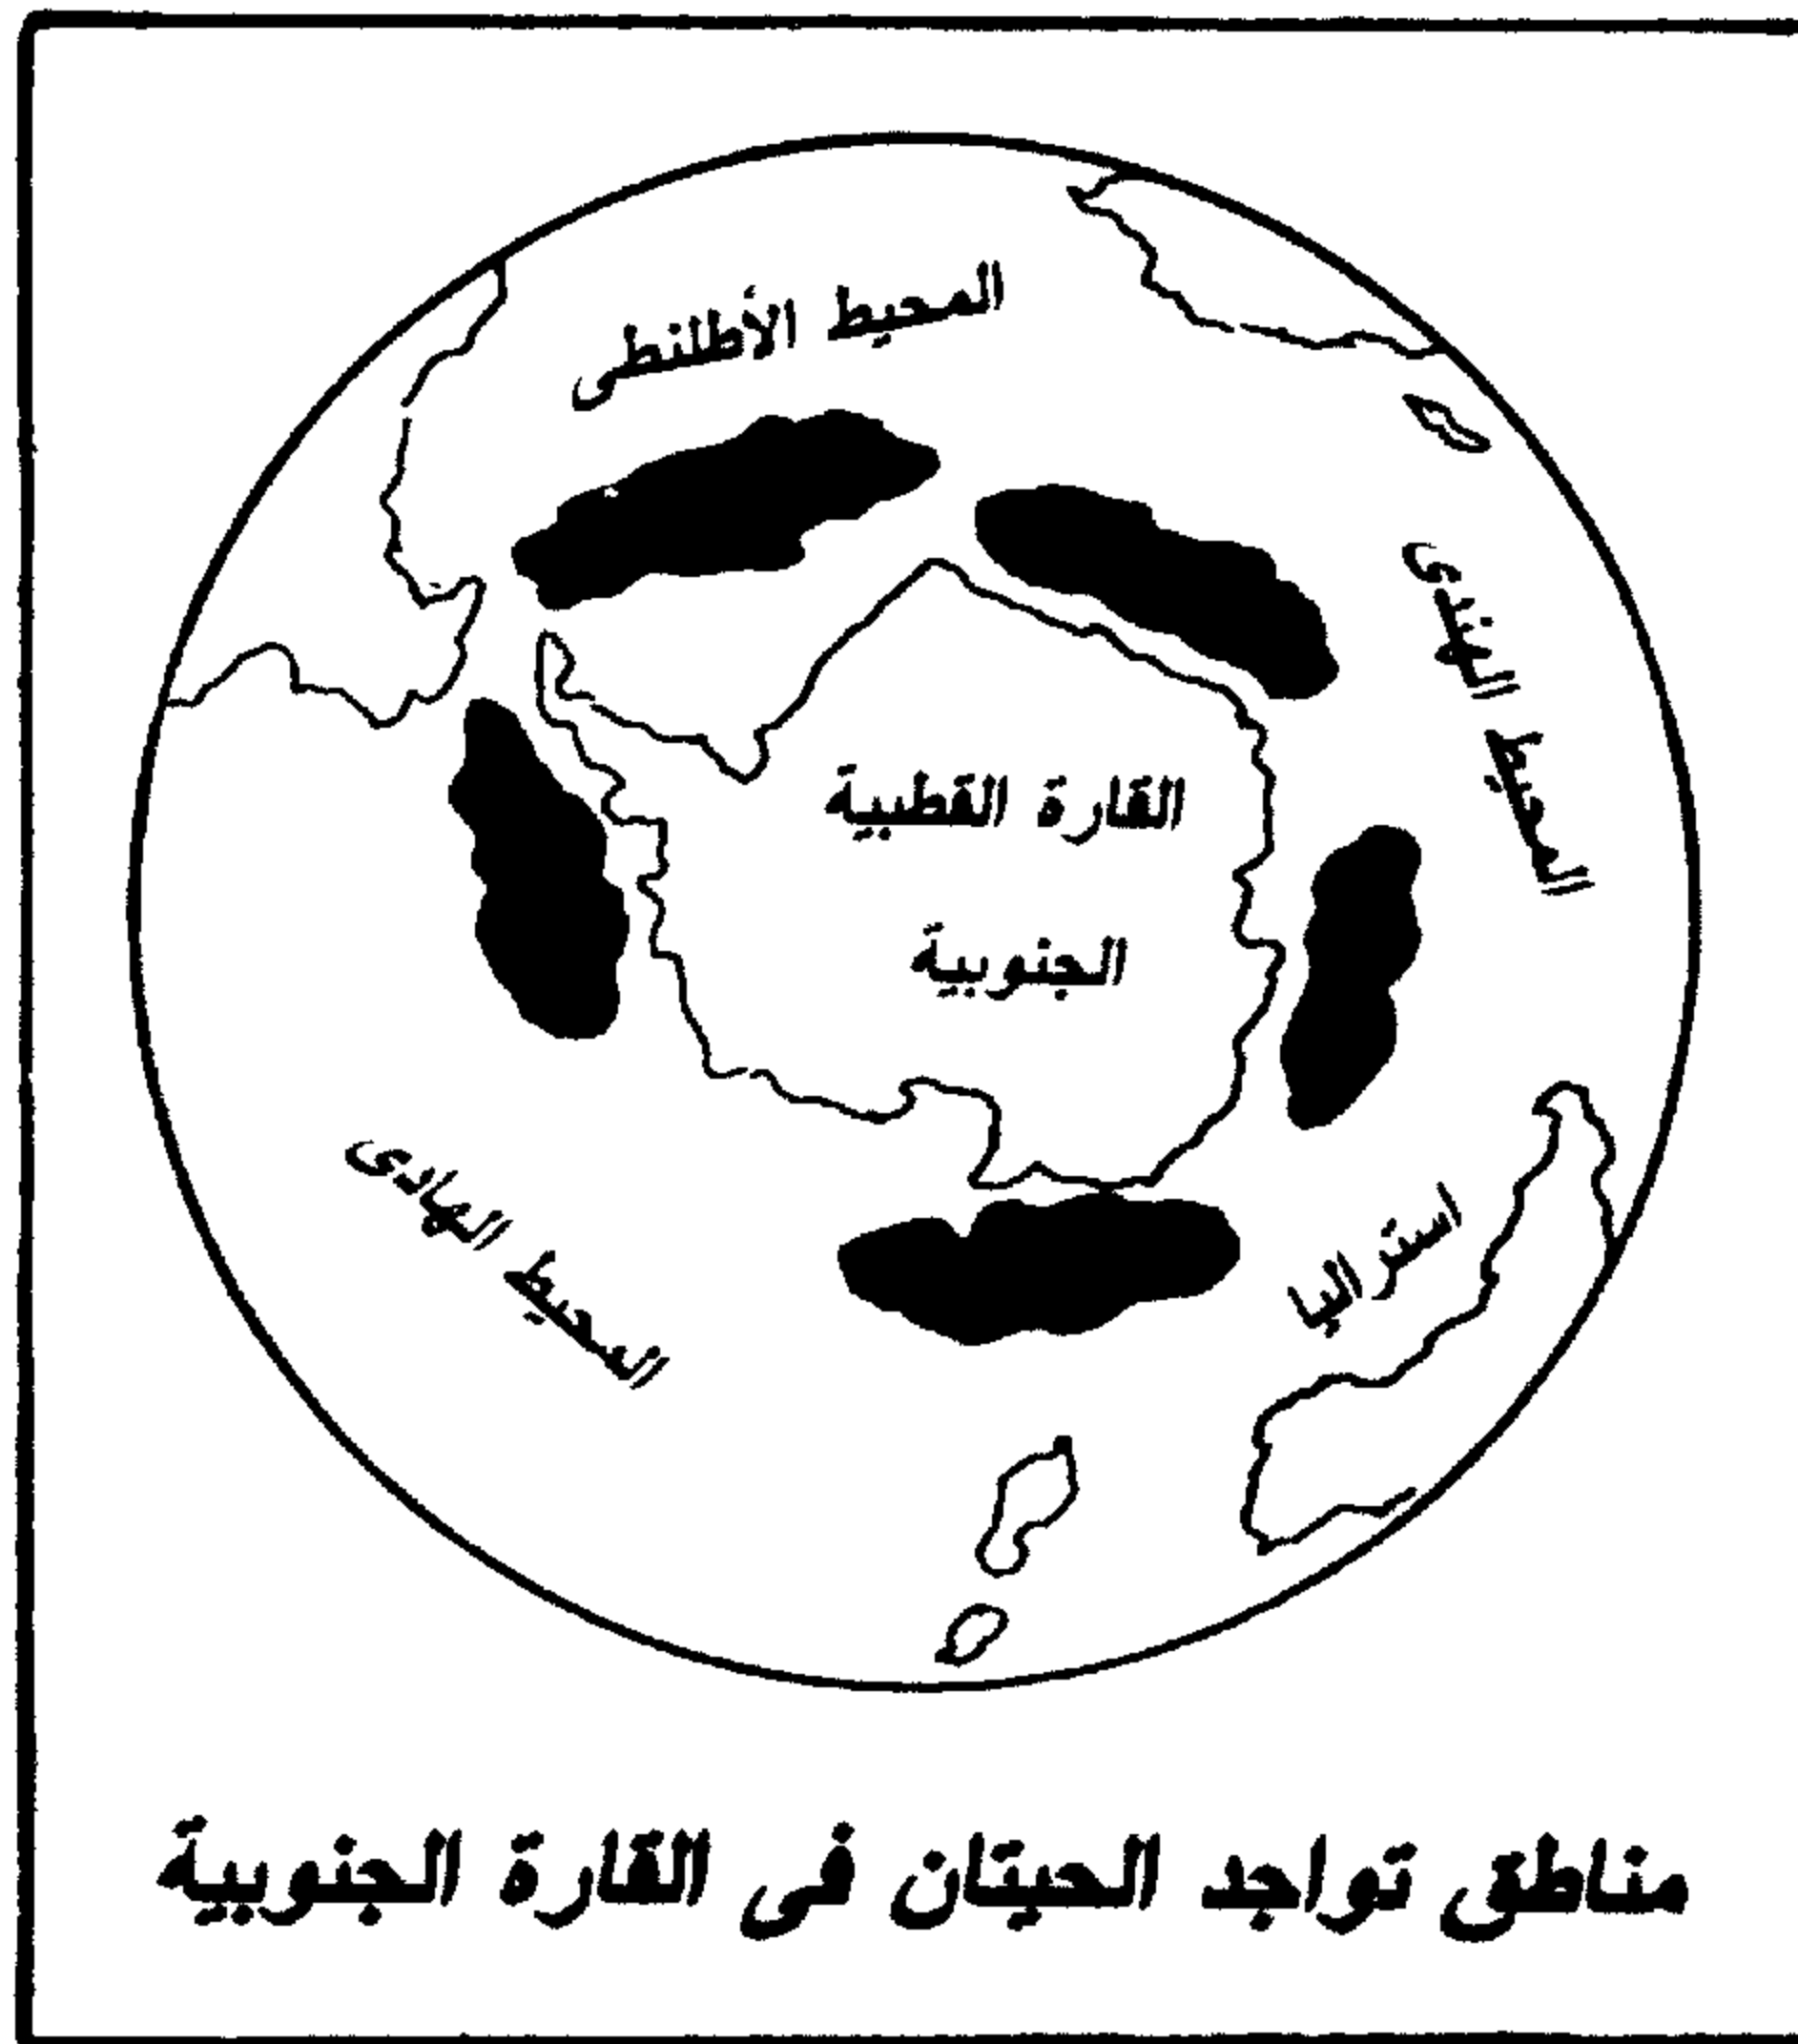 المحيط الأطلنطى
المحيط الهندى
القارة القطبية
الجنوبية
المحيط الهادى
استراليا
مناطق تواجد الحيتان فى القارة الجنوبية